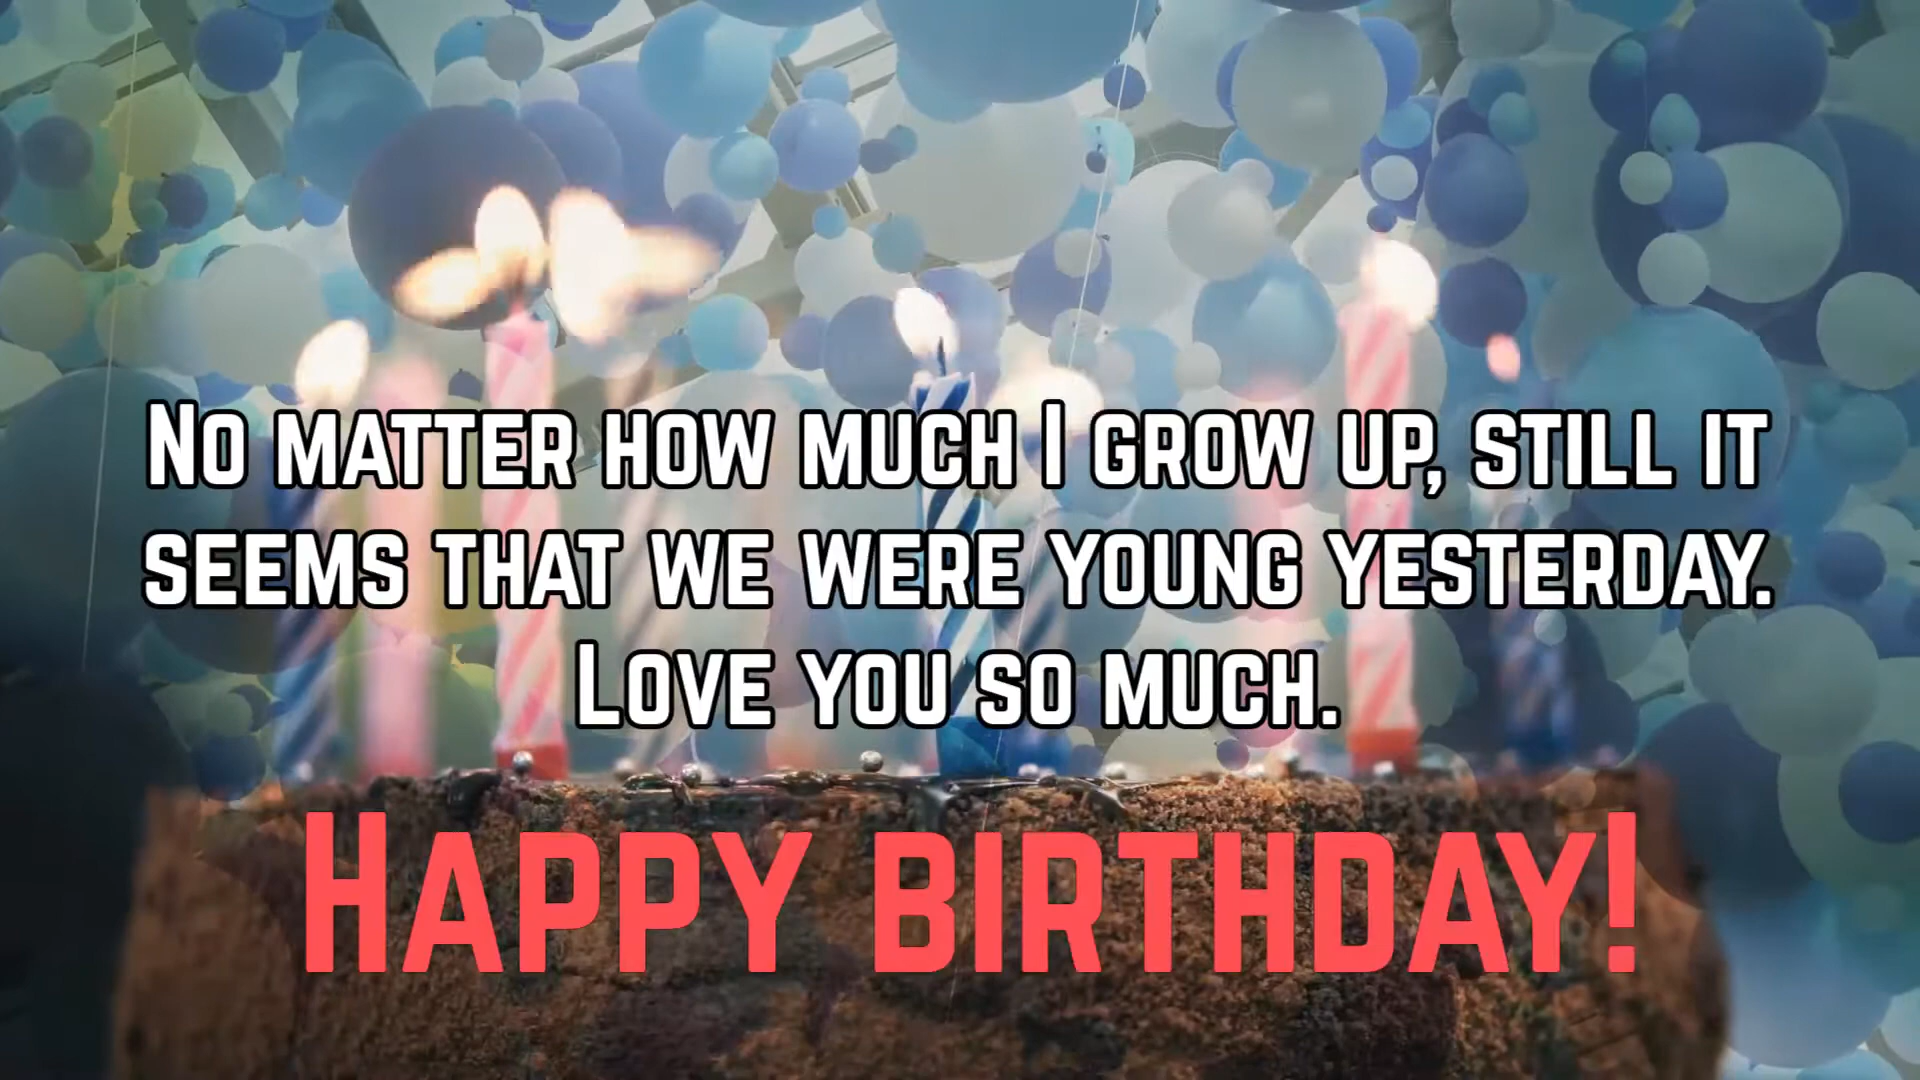 No matter how much I grow up, still it
seems that we were young yesterday.
Love you so much.
Happy birthday!